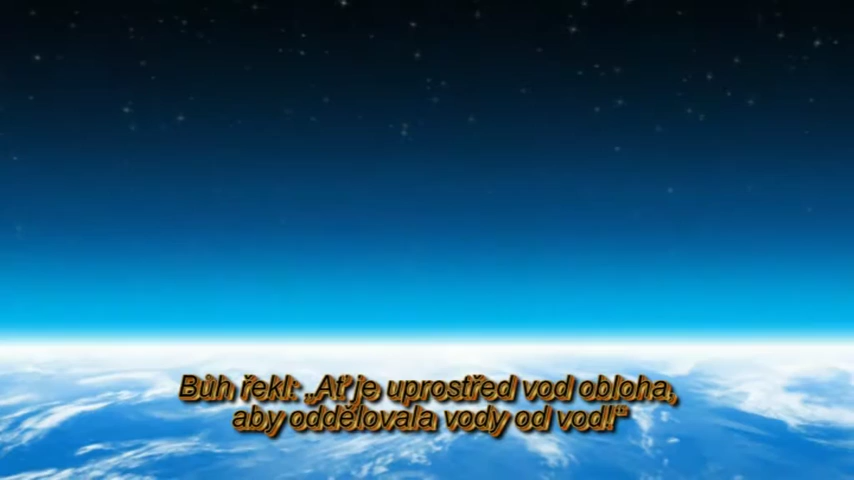 Bůh řekl: „Ať je uprostřed vod obloha,
aby oddělovala vody od vod!“